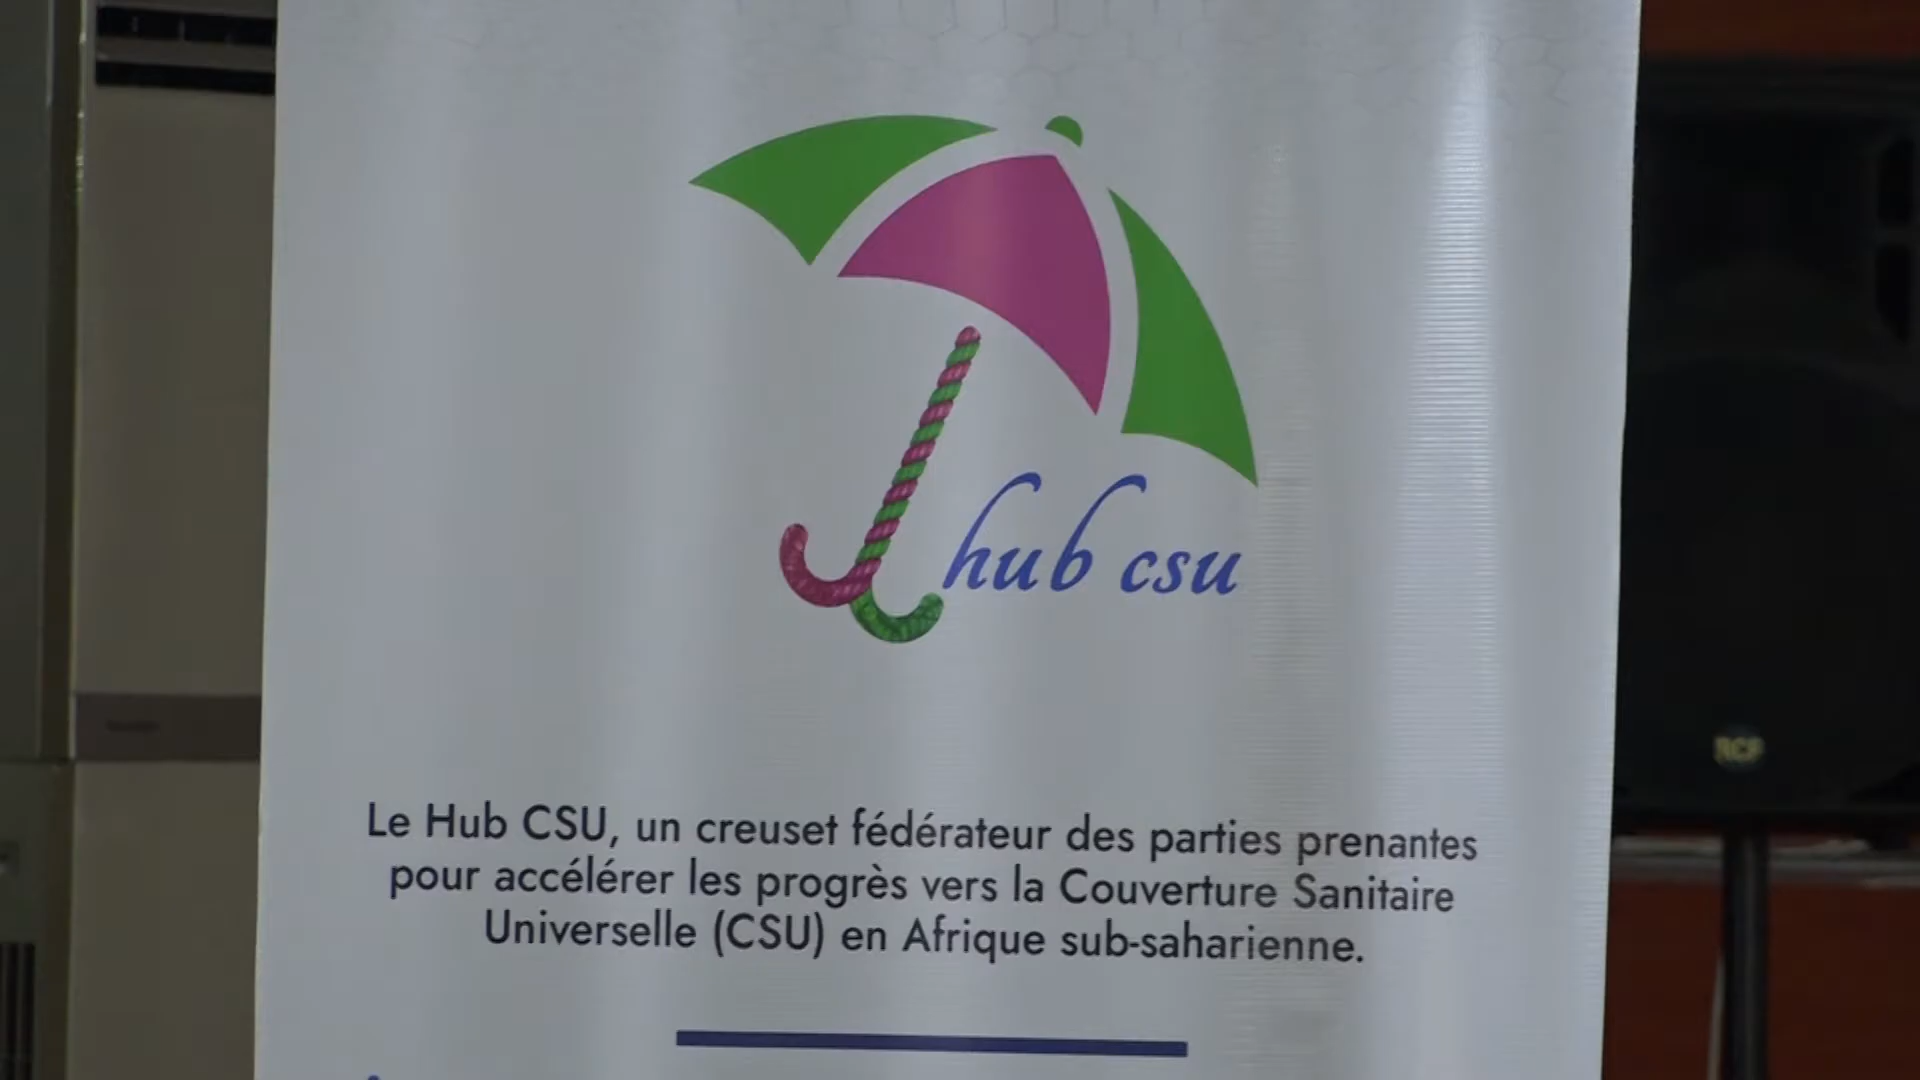 hub csu
Le Hub CSU, un creuset fédérateur des parties prenantes
pour accélérer les progrès vers la Couverture Sanitaire
Universelle (CSU) en Afrique sub-saharienne.
RCF